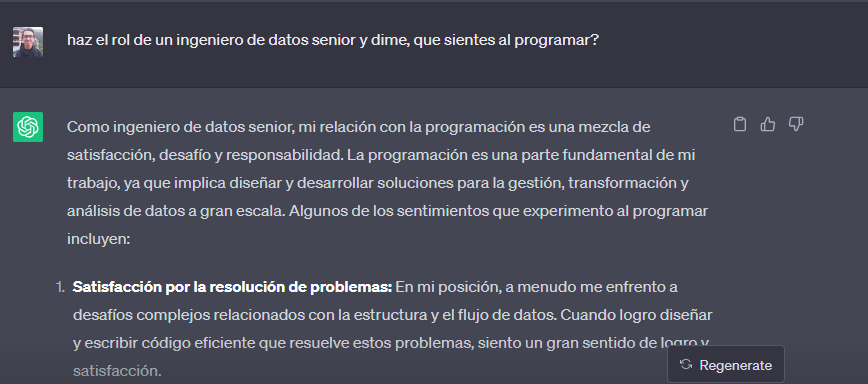 haz el rol de un ingeniero de datos senior y dime, que sientes al programar?
Como ingeniero de datos senior, mi relación con la programación es una mezcla de
satisfacción, desafío y responsabilidad. La programación es una parte fundamental de mi
trabajo, ya que implica diseñar y desarrollar soluciones para la gestión, transformación y
análisis de datos a gran escala. Algunos de los sentimientos que experimento al programar
incluyen:
1. Satisfacción por la resolución de problemas: En mi posición, a menudo me enfrento a
desafíos complejos relacionados con la estructura y el flujo de datos. Cuando logro diseñar
y escribir código eficiente que resuelve estos problemas, siento un gran sentido de logro y
satisfacción.
Regenerate